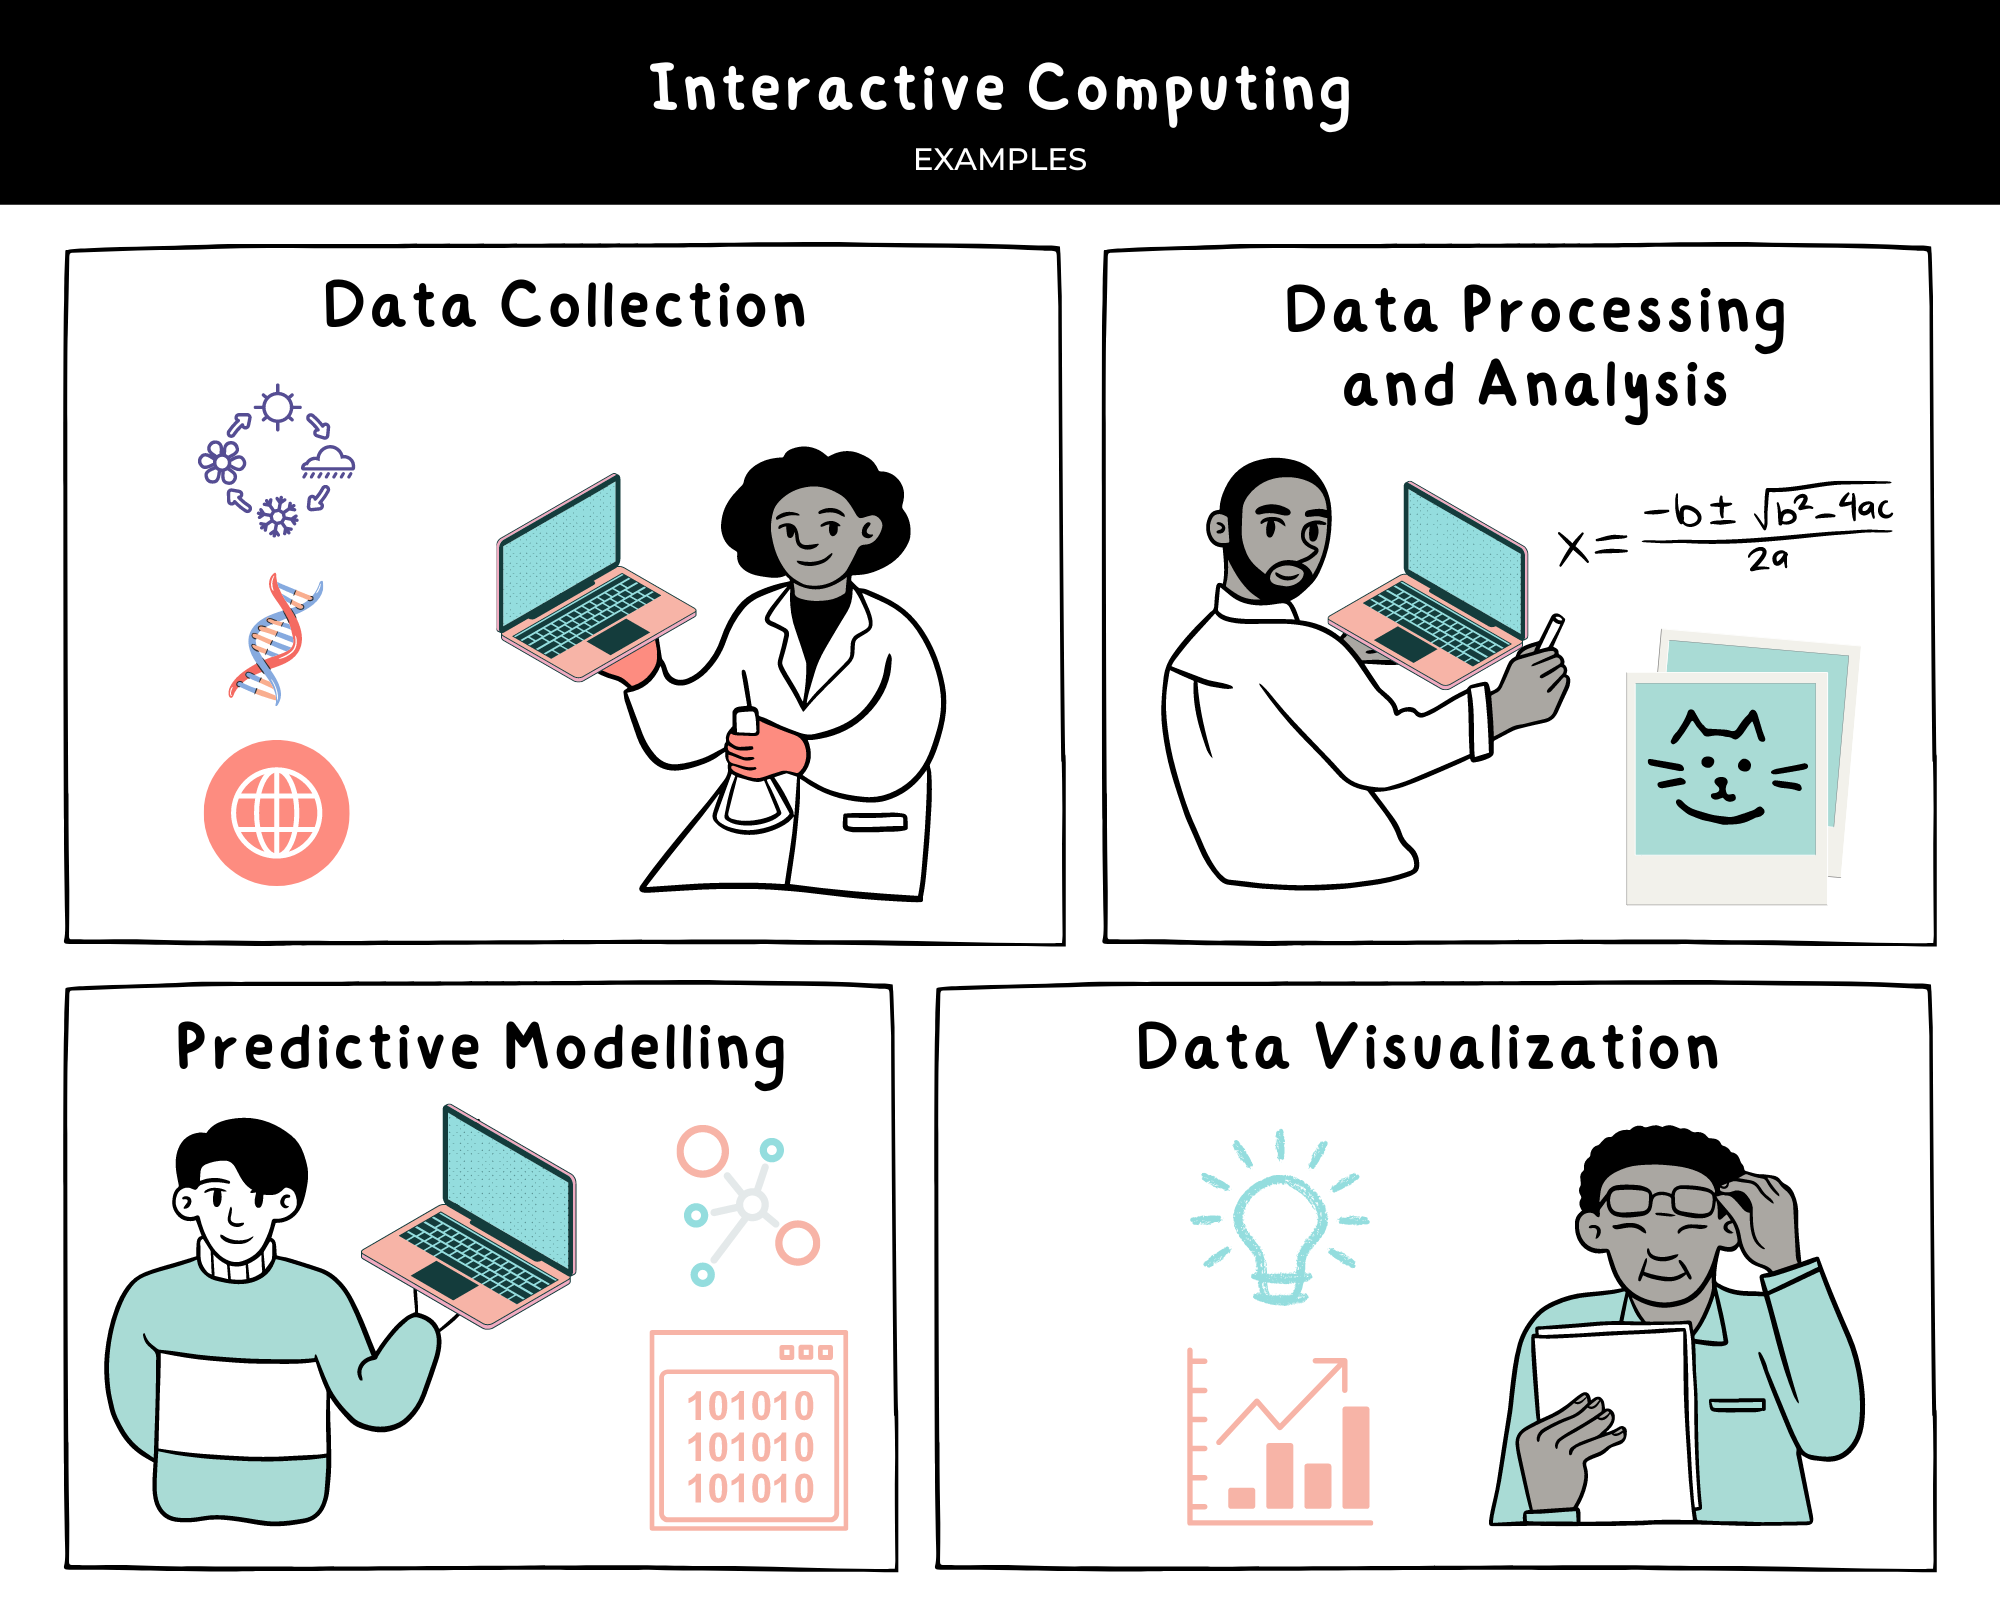 Interactive Computing
EXAMPLES
Data Collection
Data Processing
and Analysis
x = -b ± √b² - 4ac
2a
Predictive Modelling
101010
101010
101010
Data Visualization